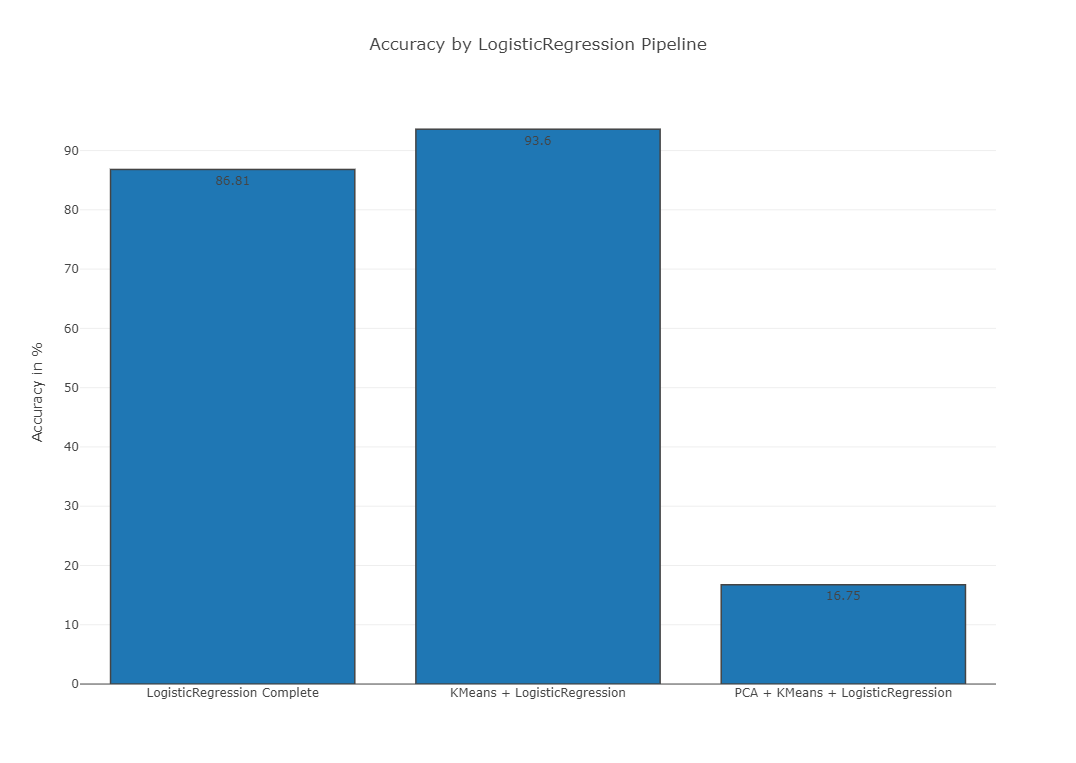 Accuracy by LogisticRegression Pipeline
Accuracy in %
90
80
70
60
50
40
30
20
10
0
86.81
93.6
16.75
LogisticRegression Complete
KMeans + LogisticRegression
PCA + KMeans + LogisticRegression